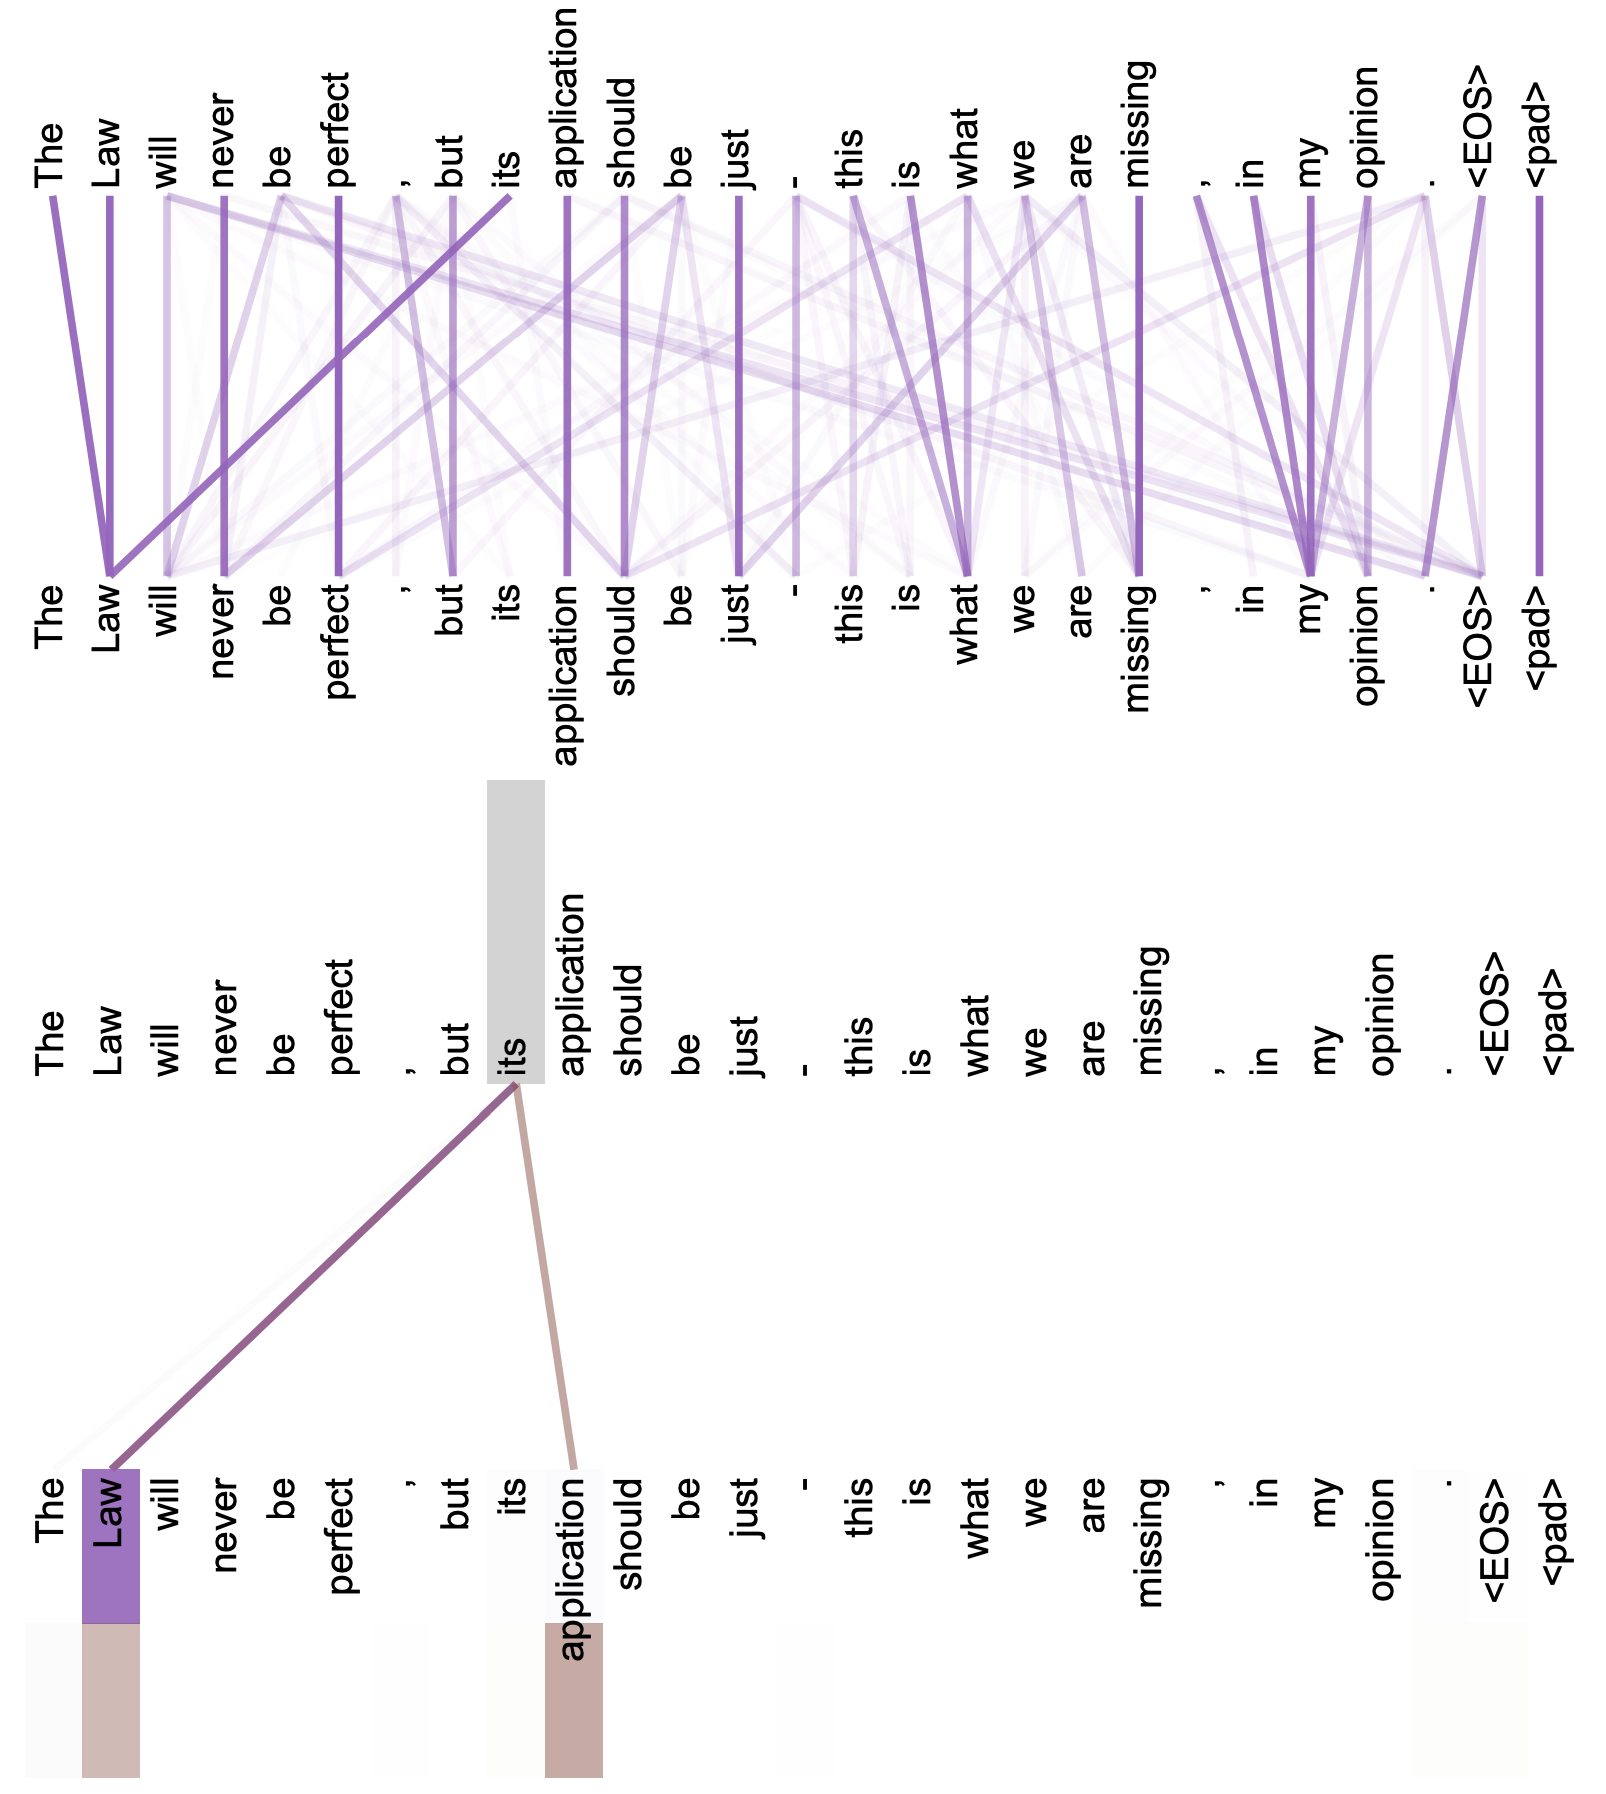 The Law will never be perfect , but its application should be just - this is what we are missing , in my opinion . <EOS> <pad>
The Law will never be perfect , but its application should be just - this is what we are missing , in my opinion . <EOS> <pad>
The Law will never be perfect , but its application should be just - this is what we are missing , in my opinion . <EOS> <pad>
The Law will never be perfect , but its application should be just - this is what we are missing , in my opinion . <EOS> <pad>